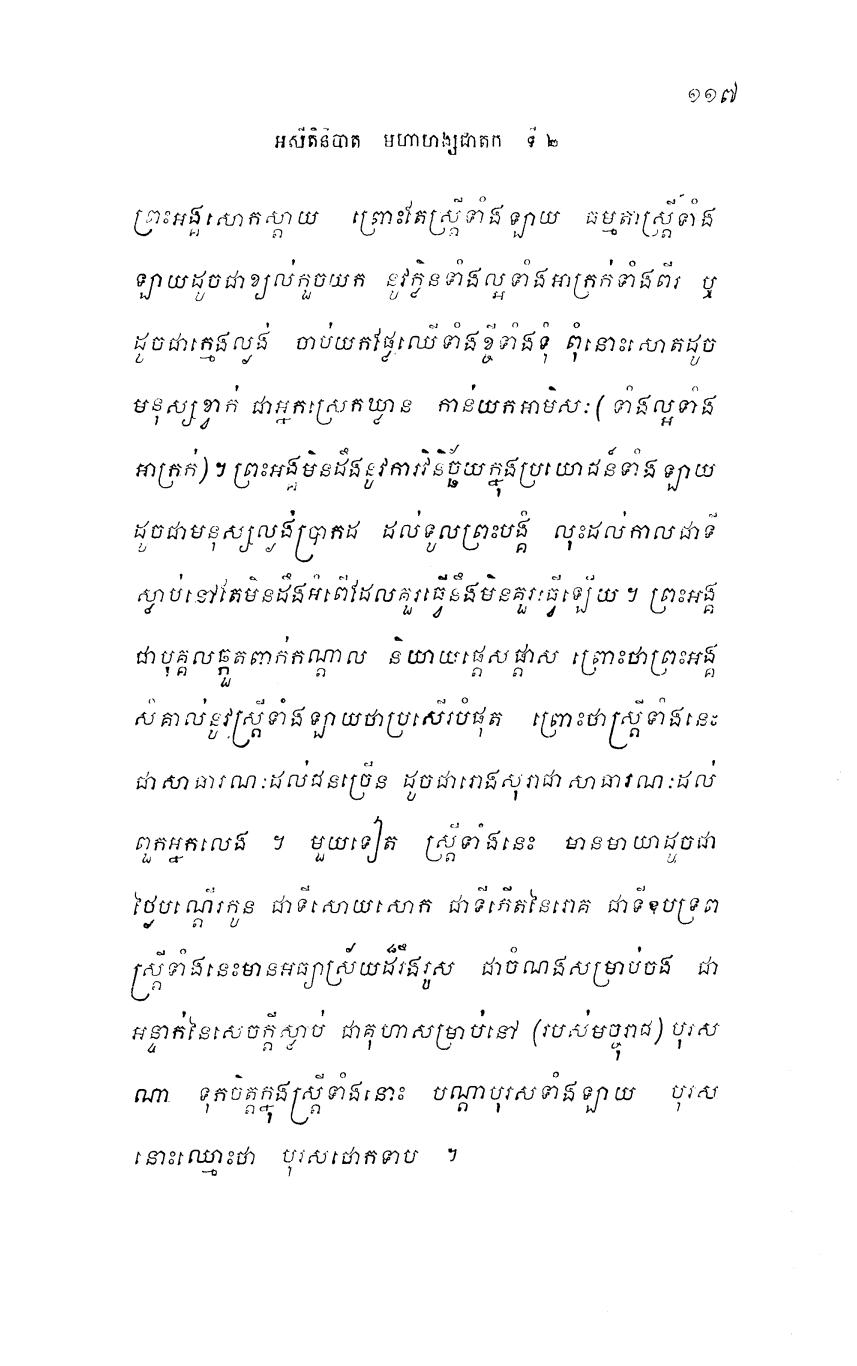 ១១៧
អសីតិនិបាត មហាហង្សជាតក ទី ២
ព្រះអង្គសោកស្តាយ ព្រោះតែស្ត្រីទាំងឡាយ ធម្មតាស្ត្រីទាំង
ឡាយដូចជាខ្យល់កួចយក នូវក្លិនទាំងល្អទាំងអាក្រក់ទាំងពីរ ឬ
ដូចជាក្មេងល្ងង់ ចាប់យកផ្លែឈើទាំងខ្ចីទាំងទុំ ពុំនោះសោតដូច
មនុស្សខ្វាក់ ជាអ្នកស្រេកឃ្លាន កាន់យកអាមិសៈ (ទាំងល្អទាំង
អាក្រក់) ។ ព្រះអង្គមិនដឹងនូវការវិនិច្ឆ័យក្នុងប្រយោជន៍ទាំងឡាយ
ដូចជាមនុស្សល្ងង់ប្រាកដ ដល់ទូលព្រះបង្គំ លុះដល់កាលជាទី
ស្លាប់នៅតែមិនដឹងអំពើដែលគួរធ្វើនឹងមិនគួរធ្វើឡើយ ។ ព្រះអង្គ
ជាបុគ្គលឆ្កួតពាក់កណ្តាល និយាយផ្តេសផ្តាស ព្រោះថាព្រះអង្គ
សំគាល់នូវស្ត្រីទាំងឡាយថាប្រសើរបំផុត ព្រោះថាស្ត្រីទាំងនេះ
ជាសាធារណៈដល់ជនច្រើន ដូចជារោងសុរាជាសាធារណៈដល់
ពួកអ្នកលេង ។ មួយទៀត ស្ត្រីទាំងនេះ មានមាយាដូចជា
ថ្ងៃបណ្តើរកូន ជាទីសោយសោក ជាទីកើតនៃរោគ ជាទីឧបទ្រព
ស្ត្រីទាំងនេះមានអធ្យាស្រ័យដ៏រឹងរូស ជាចំណងសម្រាប់ចង ជា
អន្ទាក់នៃសេចក្តីស្លាប់ ជាគុហាសម្រាប់នៅ (របស់មច្ចុរាជ) បុរស
ណា ទុកចិត្តក្នុងស្ត្រីទាំងនោះ បណ្តាបុរសទាំងឡាយ បុរស
នោះឈ្មោះថា បុរសថោកទាប ។